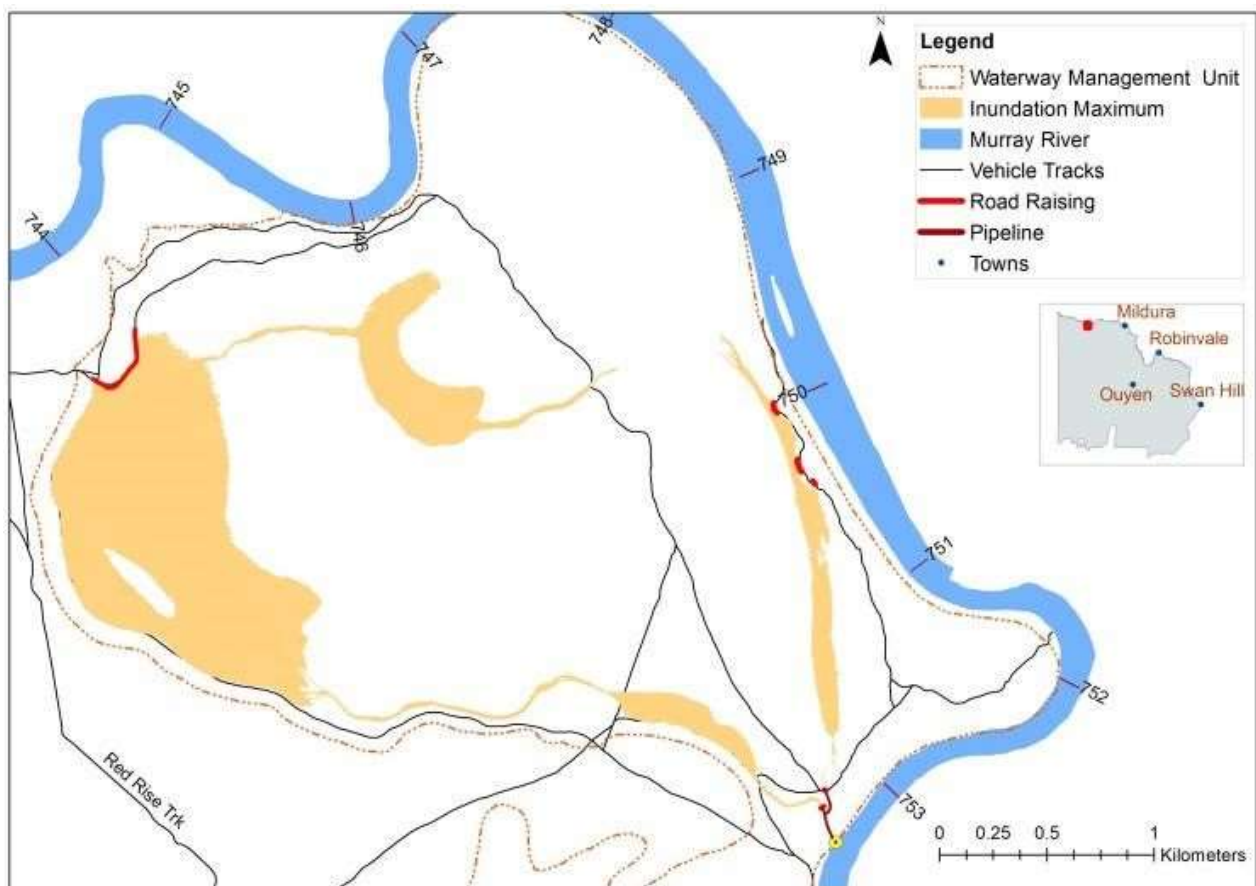 N
Legend
Waterway Management Unit
Inundation Maximum
Murray River
Vehicle Tracks
Road Raising
Pipeline
Towns
744
745
746
747
748
749
750
751
752
753
Mildura
Robinvale
Ouyen
Swan Hill
Red Rise Trk
0 0.25 0.5 1
Kilometers